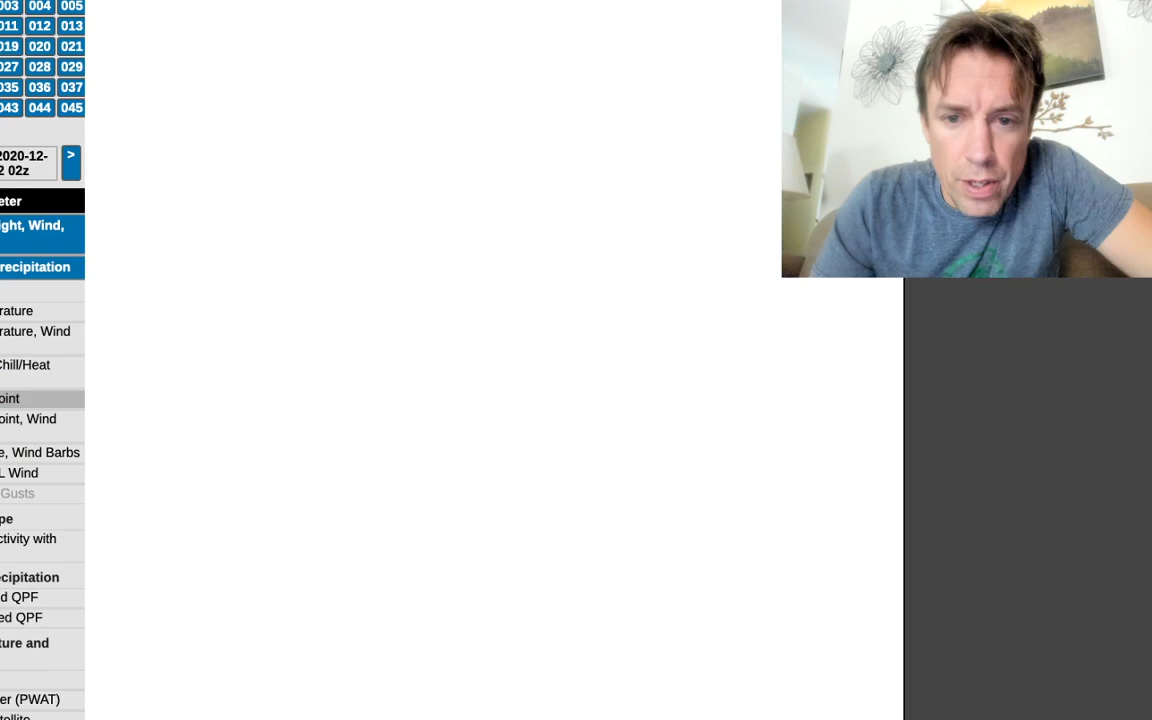 003 004 005
011 012 013
019 020 021
027 028 029
035 036 037
043 044 045
2020-12-
2 02z
>
eter
ight, Wind,
recipitation
rature
rature, Wind
Chill/Heat
oint
oint, Wind
e, Wind Barbs
L Wind
Gusts
pe
ctivity with
ecipitation
d QPF
ed QPF
ture and
er (PWAT)
tellite